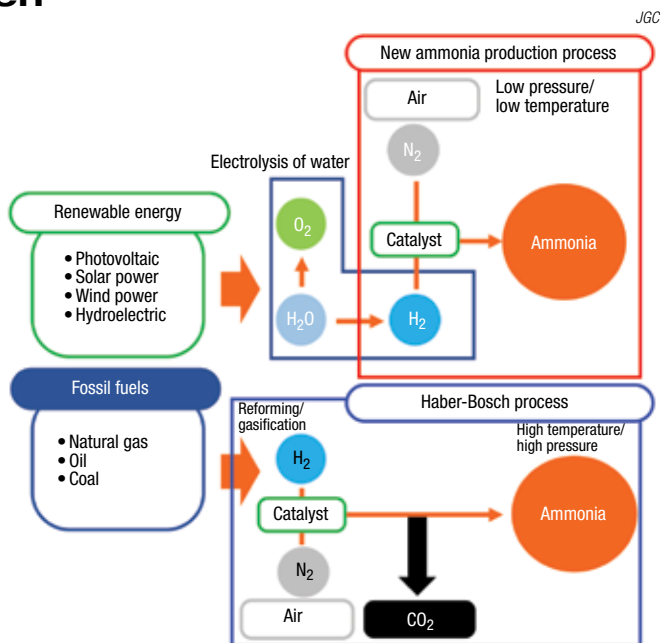 JGC
New ammonia production process
Air
Low pressure/
low temperature
N2
Electrolysis of water
Renewable energy
• Photovoltaic
• Solar power
• Wind power
• Hydroelectric
O2
Catalyst
Ammonia
H2O
H2
Fossil fuels
• Natural gas
• Oil
• Coal
Haber-Bosch process
Reforming/
gasification
High temperature/
high pressure
H2
Catalyst
Ammonia
N2
Air
CO2